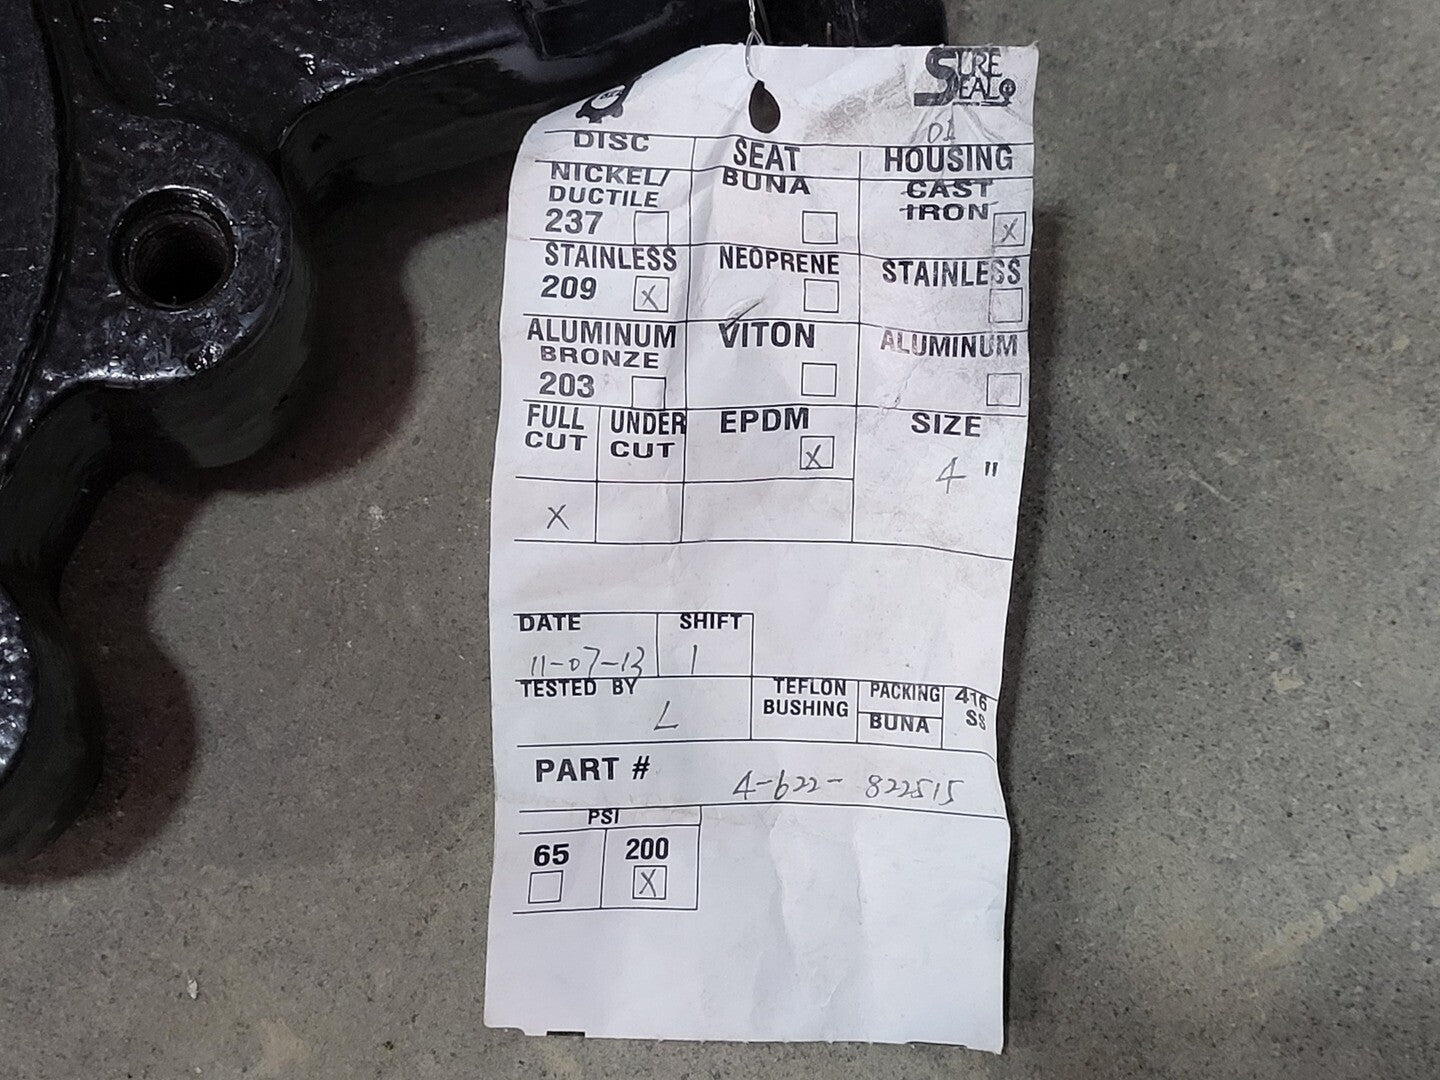 SURE SEAL
DI
DISC SEAT HOUSING
NICKEL/ BUNA CAST
DUCTILE IRON
237 X
STAINLESS NEOPRENE STAINLESS
209 X
ALUMINUM VITON ALUMINUM
BRONZE
203
FULL UNDER EPDM SIZE
CUT CUT X 4"
X
DATE SHIFT
11-07-13 1
TESTED BY TEFLON PACKING 416
L BUSHING BUNA SS
PART # 4-622-822515
PSI
65 200
X